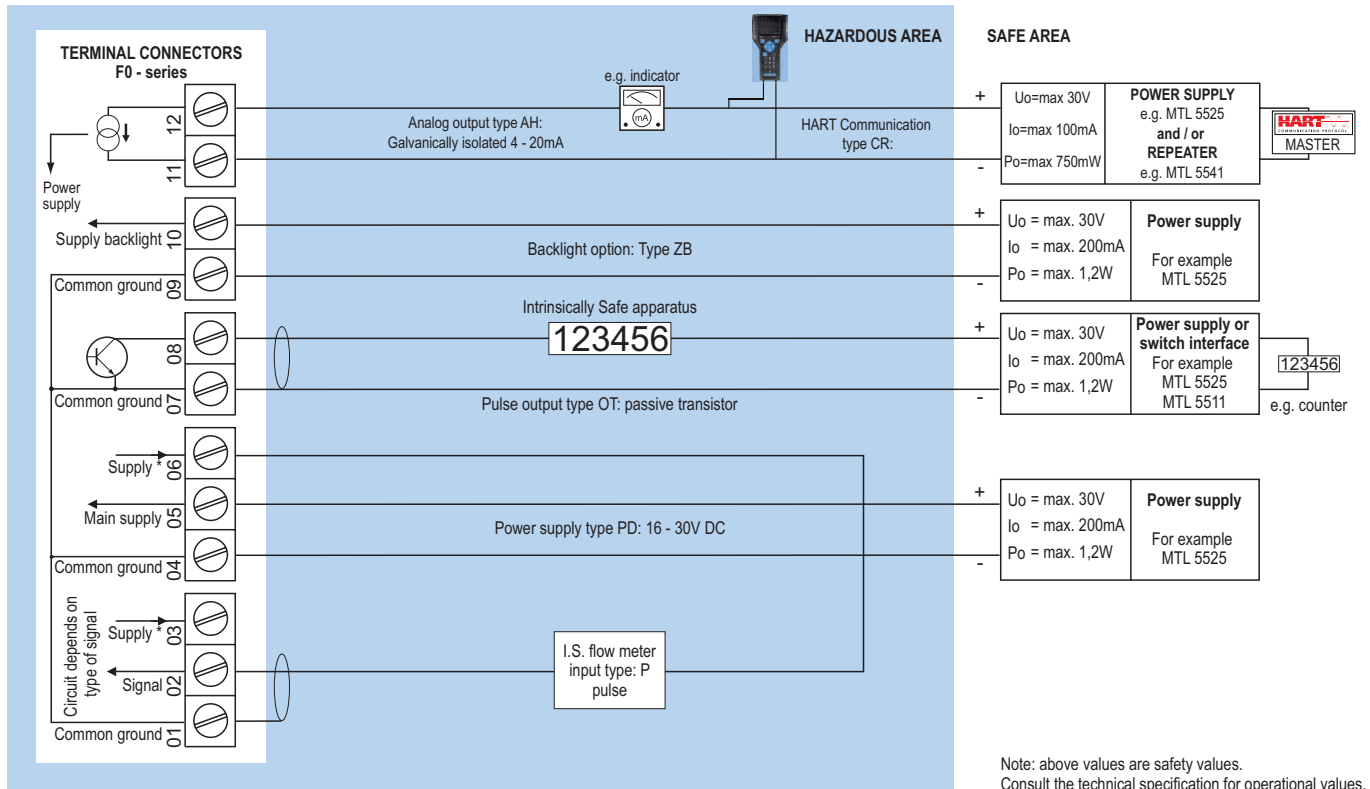 HAZARDOUS AREA
SAFE AREA
TERMINAL CONNECTORS
F0 - series
12
11
Power
supply
Analog output type AH:
Galvanically isolated 4 - 20mA
e.g. indicator
(mA)
HART Communication
type CR:
+
-
Uo=max 30V
Io=max 100mA
Po=max 750mW
POWER SUPPLY
e.g. MTL 5525
and / or
REPEATER
e.g. MTL 5541
HART
COMMUNICATION PROTOCOL
MASTER
Supply backlight
10
Common ground
09
Backlight option: Type ZB
+
-
Uo = max. 30V
Io = max. 200mA
Po = max. 1,2W
Power supply
For example
MTL 5525
08
Common ground
07
Intrinsically Safe apparatus
123456
Pulse output type OT: passive transistor
+
-
Uo = max. 30V
Io = max. 200mA
Po = max. 1,2W
Power supply or
switch interface
For example
MTL 5525
MTL 5511
123456
e.g. counter
Supply *
06
Main supply
05
Common ground
04
Power supply type PD: 16 - 30V DC
+
-
Uo = max. 30V
Io = max. 200mA
Po = max. 1,2W
Power supply
For example
MTL 5525
Circuit depends on
type of signal
Supply *
03
Signal
02
Common ground
01
I.S. flow meter
input type: P
pulse
Note: above values are safety values.
Consult the technical specification for operational values.